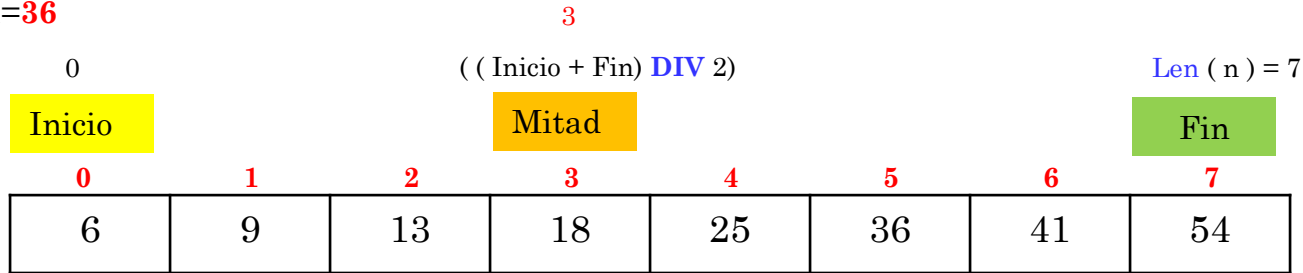 =36
3
0 ( ( Inicio + Fin) DIV 2) Len ( n ) = 7
Inicio Mitad Fin
0 1 2 3 4 5 6 7
6 9 13 18 25 36 41 54